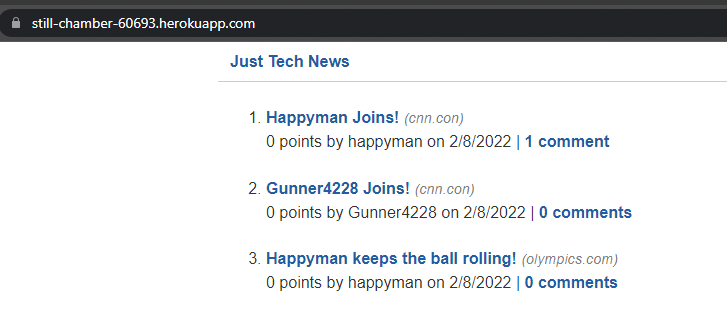 still-chamber-60693.herokuapp.com
Just Tech News
1. Happyman Joins! (cnn.con)
0 points by happyman on 2/8/2022 | 1 comment
2. Gunner4228 Joins! (cnn.con)
0 points by Gunner4228 on 2/8/2022 | 0 comments
3. Happyman keeps the ball rolling! (olympics.com)
0 points by happyman on 2/8/2022 | 0 comments